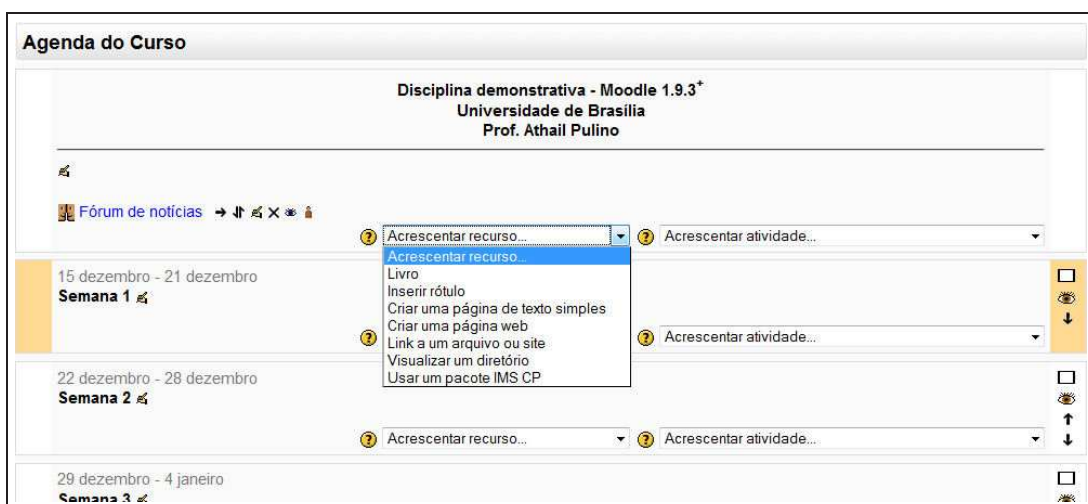 Agenda do Curso
Disciplina demonstrativa - Moodle 1.9.3+
Universidade de Brasília
Prof. Athail Pulino
Fórum de notícias
Acrescentar recurso... Acrescentar atividade...
Acrescentar recurso...
Livro
Inserir rótulo
Criar uma página de texto simples
Criar uma página web
Link a um arquivo ou site
Visualizar um diretório
Usar um pacote IMS CP
15 dezembro - 21 dezembro
Semana 1
Acrescentar atividade...
22 dezembro - 28 dezembro
Semana 2
Acrescentar recurso... Acrescentar atividade...
29 dezembro - 4 janeiro
Semana 3